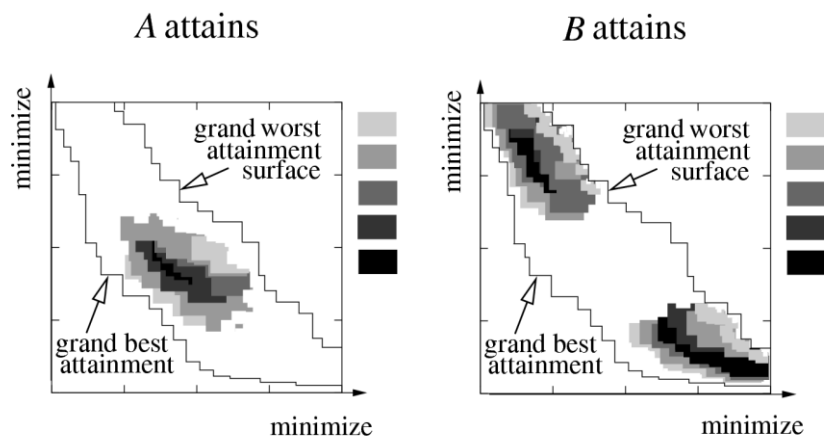 A attains
B attains
minimize
grand worst
attainment
surface
grand best
attainment
minimize
minimize
grand worst
attainment
surface
grand best
attainment
minimize